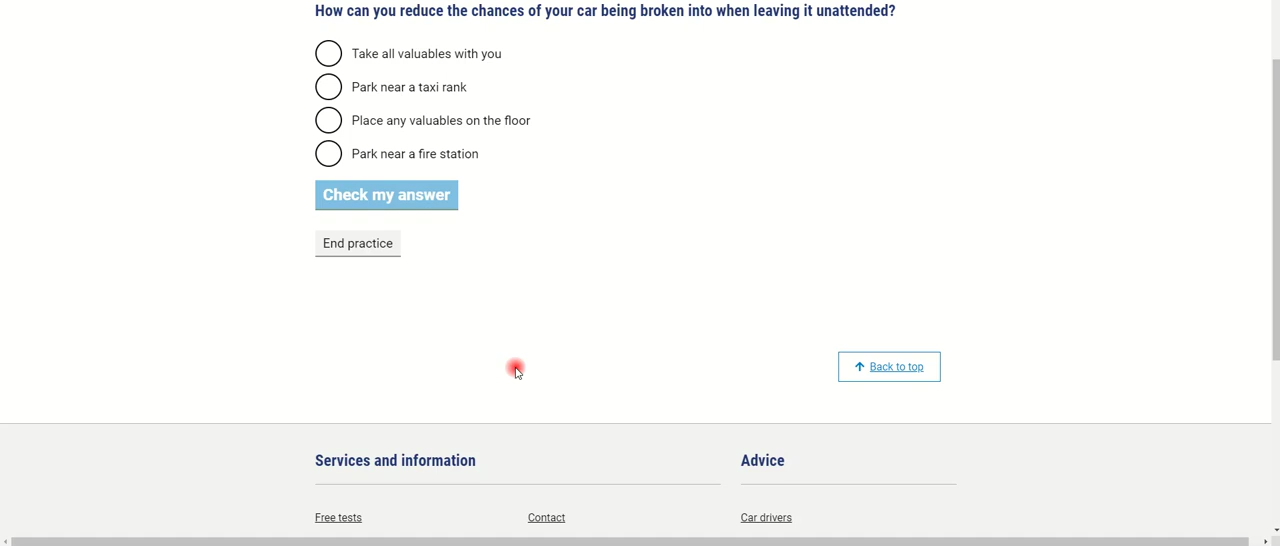 How can you reduce the chances of your car being broken into when leaving it unattended?
Take all valuables with you
Park near a taxi rank
Place any valuables on the floor
Park near a fire station
Check my answer
End practice
Back to top
Services and information
Advice
Free tests
Contact
Car drivers